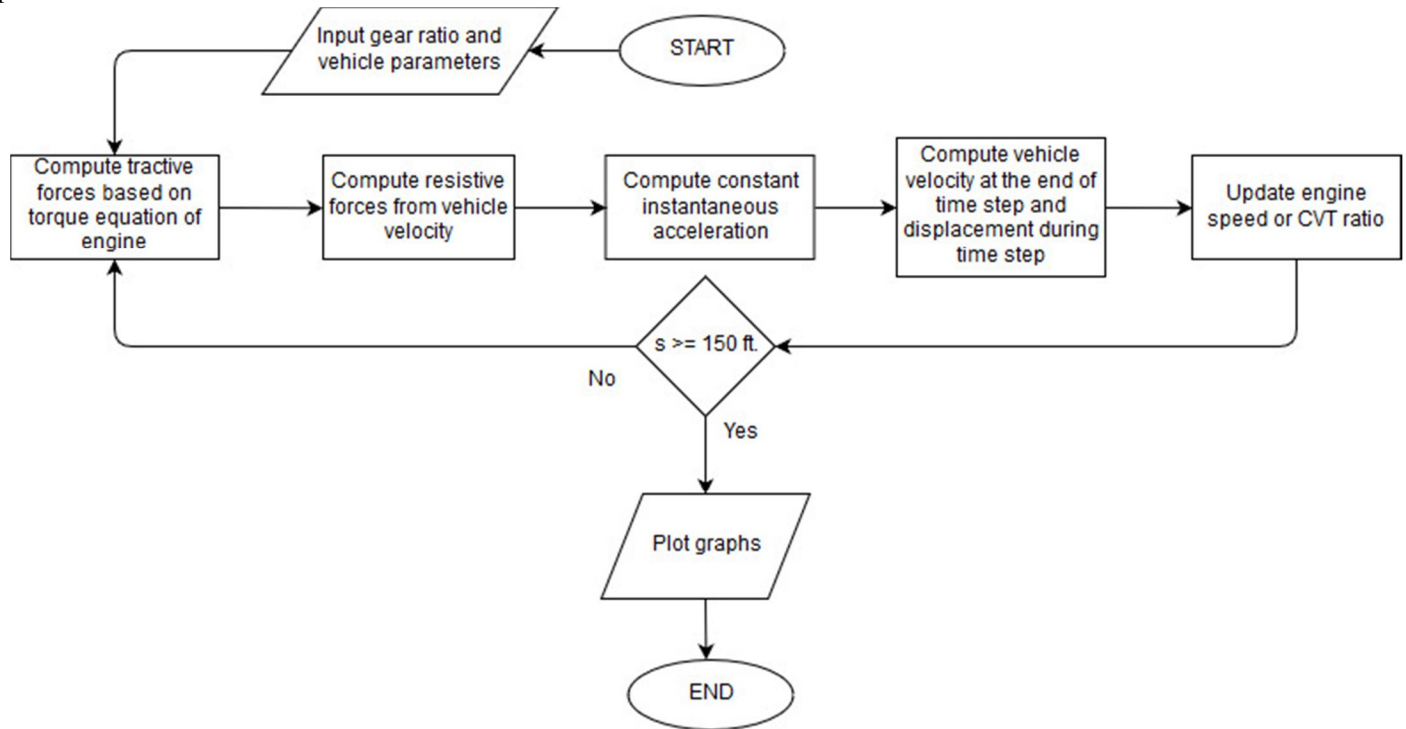 START
Input gear ratio and
vehicle parameters
Compute tractive
forces based on
torque equation of
engine
Compute resistive
forces from vehicle
velocity
Compute constant
instantaneous
acceleration
Compute vehicle
velocity at the end of
time step and
displacement during
time step
Update engine
speed or CVT ratio
s >= 150 ft.
No
Yes
Plot graphs
END